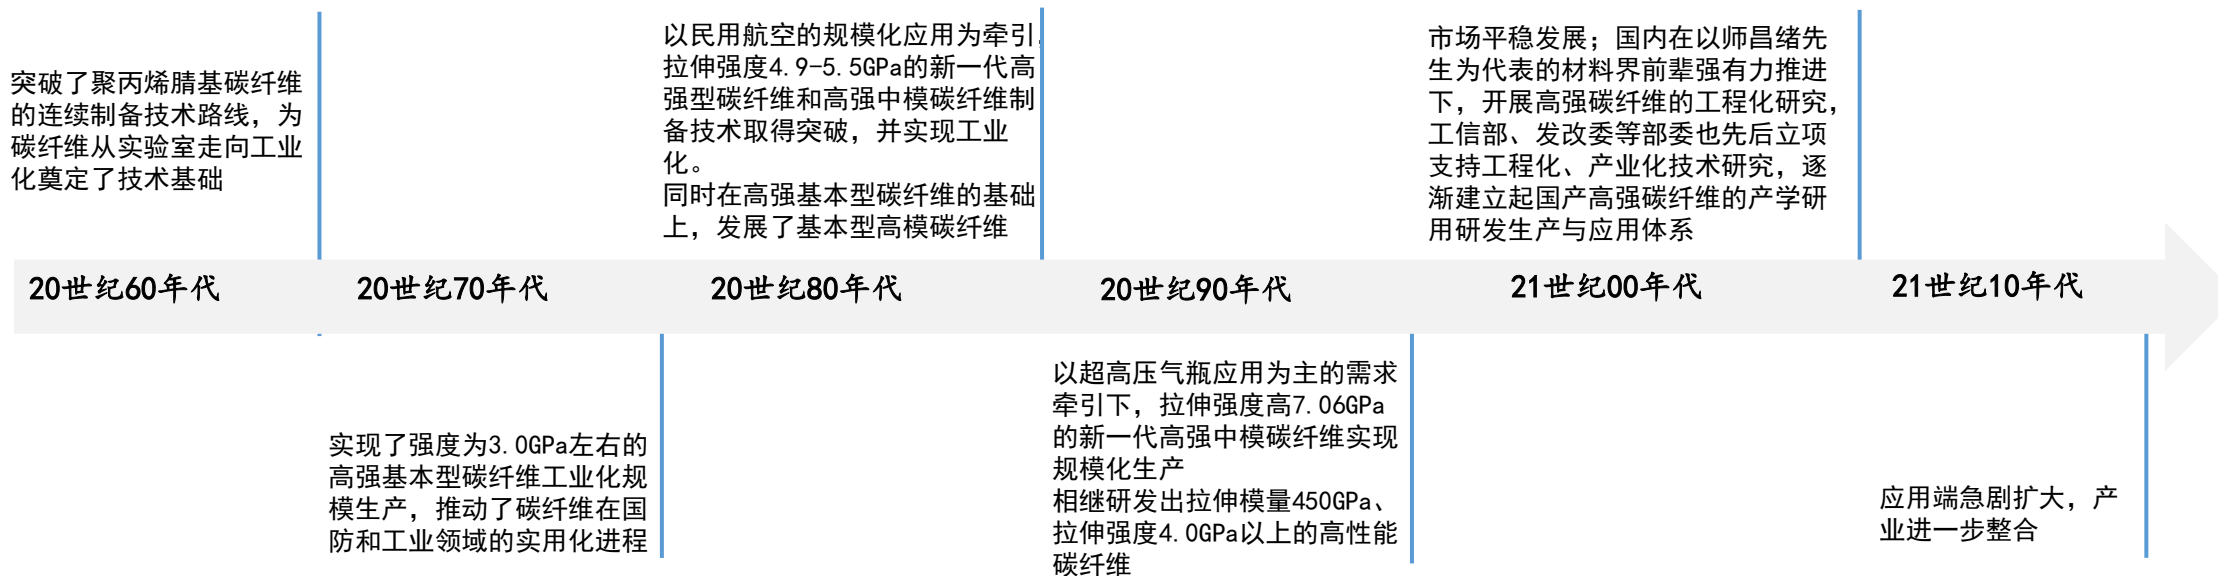 突破了聚丙烯腈基碳纤维
的连续制备技术路线，为
碳纤维从实验室走向工业
化奠定了技术基础
以民用航空的规模化应用为牵引，
拉伸强度4.9-5.5GPa的新一代高
强型碳纤维和高强中模碳纤维制
备技术取得突破，并实现工业
化。
同时在高强基本型碳纤维的基础
上，发展了基本型高模碳纤维
市场平稳发展；国内在以师昌绪先
生为代表的材料界前辈强有力推进
下，开展高强碳纤维的工程化研究，
工信部、发改委等部委也先后立项
支持工程化、产业化技术研究，逐
渐建立起国产高强碳纤维的产学研
用研发生产与应用体系
20世纪60年代
20世纪70年代
20世纪80年代
20世纪90年代
21世纪00年代
21世纪10年代
实现了强度为3.0GPa左右的
高强基本型碳纤维工业化规
模生产，推动了碳纤维在国
防和工业领域的实用化进程
以超高压气瓶应用为主的需求
牵引下，拉伸强度高7.06GPa
的新一代高强中模碳纤维实现
规模化生产
相继研发出拉伸模量450GPa、
拉伸强度4.0GPa以上的高性能
碳纤维
应用端急剧扩大，产
业进一步整合